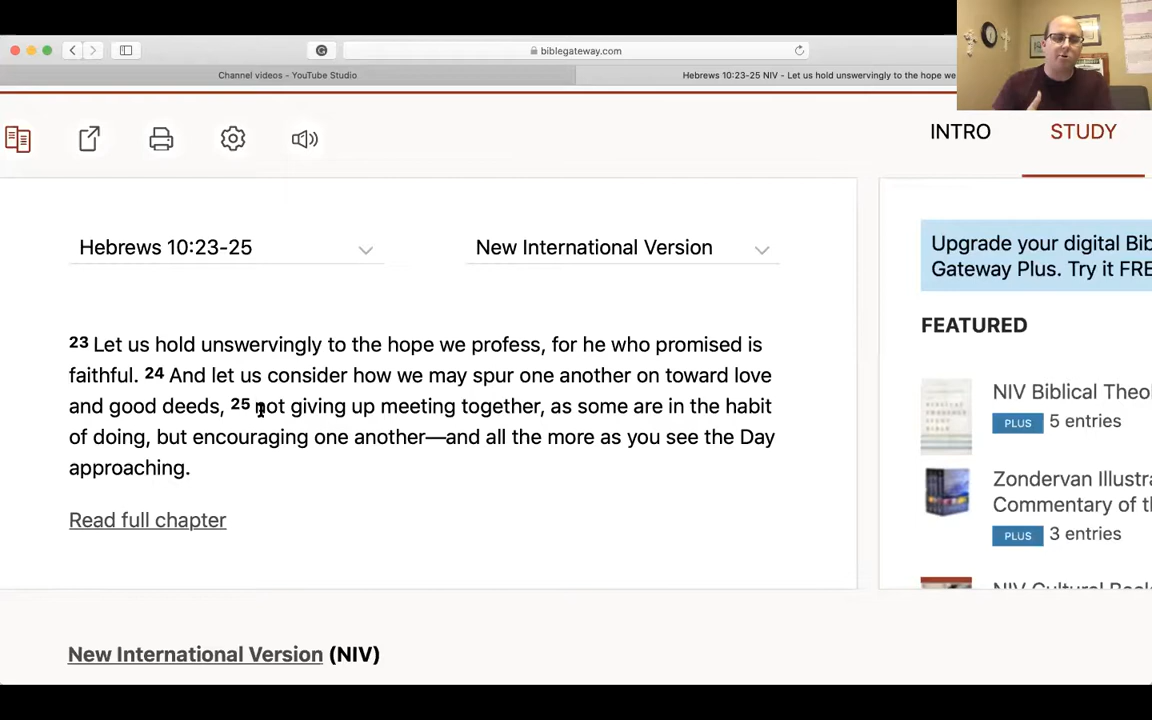 biblegateway.com
Channel videos - YouTube Studio
Hebrews 10:23-25 NIV - Let us hold unswervingly to the hope we
INTRO
STUDY
Hebrews 10:23-25
New International Version
23 Let us hold unswervingly to the hope we profess, for he who promised is
faithful. 24 And let us consider how we may spur one another on toward love
and good deeds, 25 not giving up meeting together, as some are in the habit
of doing, but encouraging one another—and all the more as you see the Day
approaching.
Read full chapter
New International Version (NIV)
Upgrade your digital Bib
Gateway Plus. Try it FRE
FEATURED
NIV Biblical Theo
PLUS 5 entries
Zondervan Illustra
Commentary of th
PLUS 3 entries
NIV Cultural Back